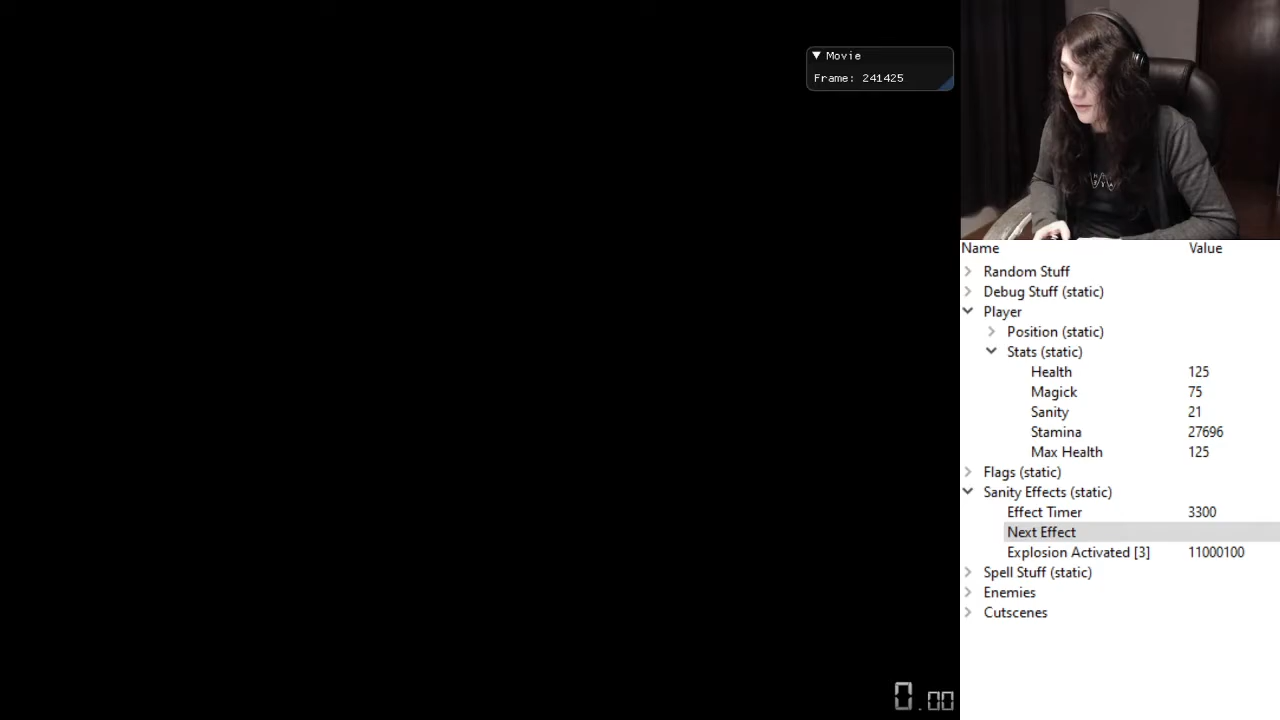 Movie
Frame: 241425
Name Value
Random Stuff
Debug Stuff (static)
Player
Position (static)
Stats (static)
Health 125
Magick 75
Sanity 21
Stamina 27696
Max Health 125
Flags (static)
Sanity Effects (static)
Effect Timer 3300
Next Effect
Explosion Activated [3] 11000100
Spell Stuff (static)
Enemies
Cutscenes
0.00